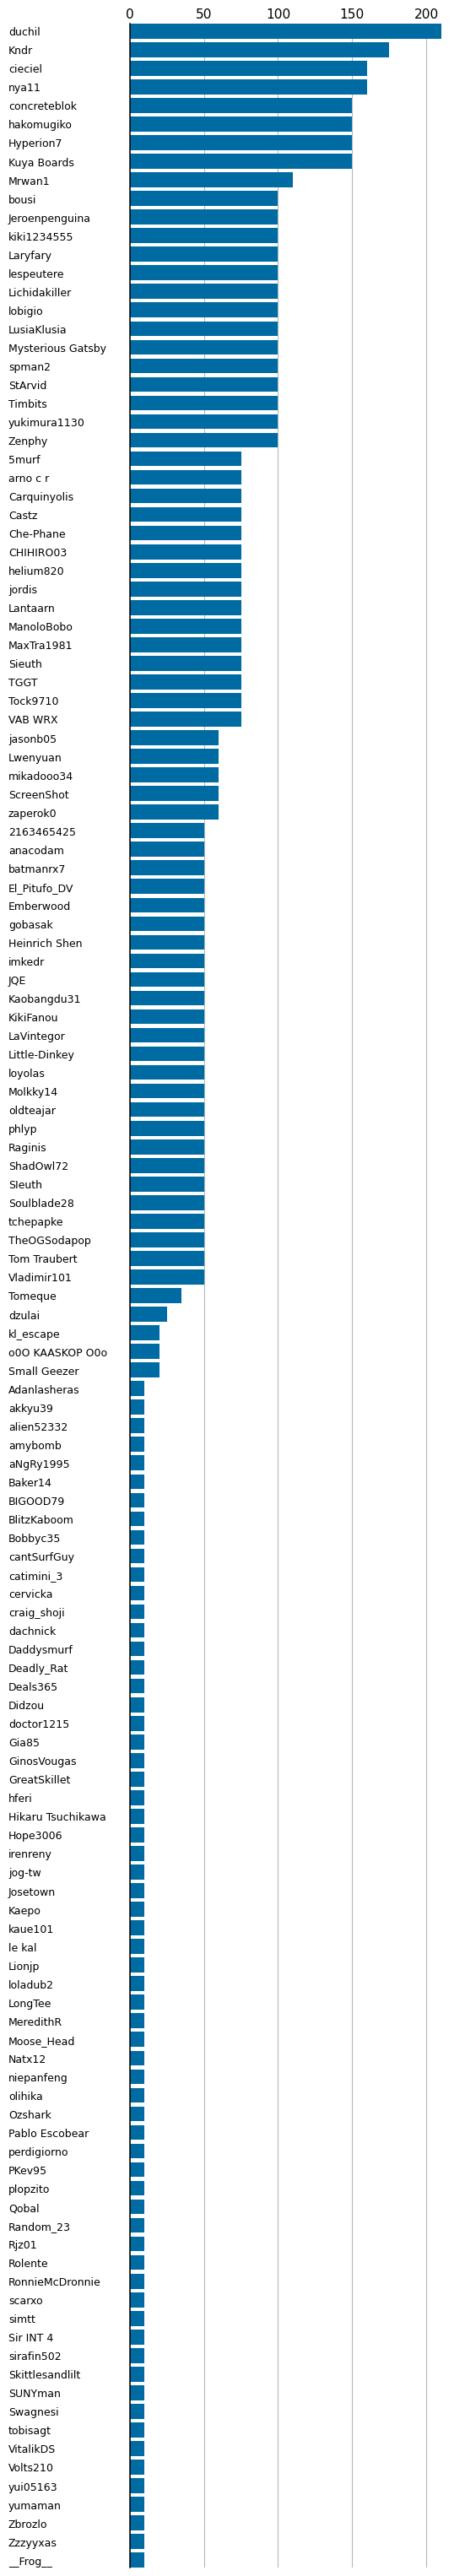 0 50 100 150 200
duchil
Kndr
cieciel
nya11
concreteblok
hakomugiko
Hyperion7
Kuya Boards
Mrwan1
bousi
Jeroenpenguina
kiki1234555
Laryfary
lespeutere
Lichidakiller
lobigio
LusiaKlusia
Mysterious Gatsby
spman2
StArvid
Timbits
yukimura1130
Zenphy
5murf
arno c r
Carquinyolis
Castz
Che-Phane
CHIHIRO03
helium820
jordis
Lantaarn
ManoloBobo
MaxTra1981
Sieuth
TGGT
Tock9710
VAB WRX
jasonb05
Lwenyuan
mikadooo34
ScreenShot
zaperok0
2163465425
anacodam
batmanrx7
El_Pitufo_DV
Emberwood
gobasak
Heinrich Shen
imkedr
JQE
Kaobangdu31
KikiFanou
LaVintegor
Little-Dinkey
loyolas
Molkky14
oldteajar
phlyp
Raginis
ShadOwl72
SIeuth
Soulblade28
tchepapke
TheOGSodapop
Tom Traubert
Vladimir101
Tomeque
dzulai
kl_escape
o0O KAASKOP O0o
Small Geezer
Adanlasheras
akkyu39
alien52332
amybomb
aNgRy1995
Baker14
BIGOOD79
BlitzKaboom
Bobbyc35
cantSurfGuy
catimini_3
cervicka
craig_shoji
dachnick
Daddysmurf
Deadly_Rat
Deals365
Didzou
doctor1215
Gia85
GinosVougas
GreatSkillet
hferi
Hikaru Tsuchikawa
Hope3006
irenreny
jog-tw
Josetown
Kaepo
kaue101
le kal
Lionjp
loladub2
LongTee
MeredithR
Moose_Head
Natx12
niepanfeng
olihika
Ozshark
Pablo Escobear
perdigiorno
PKev95
plopzito
Qobal
Random_23
Rjz01
Rolente
RonnieMcDronnie
scarxo
simtt
Sir INT 4
sirafin502
Skittlesandlilt
SUNYman
Swagnesi
tobisagt
VitalikDS
Volts210
yui05163
yumaman
Zbrozlo
Zzzyyxas
__Frog__